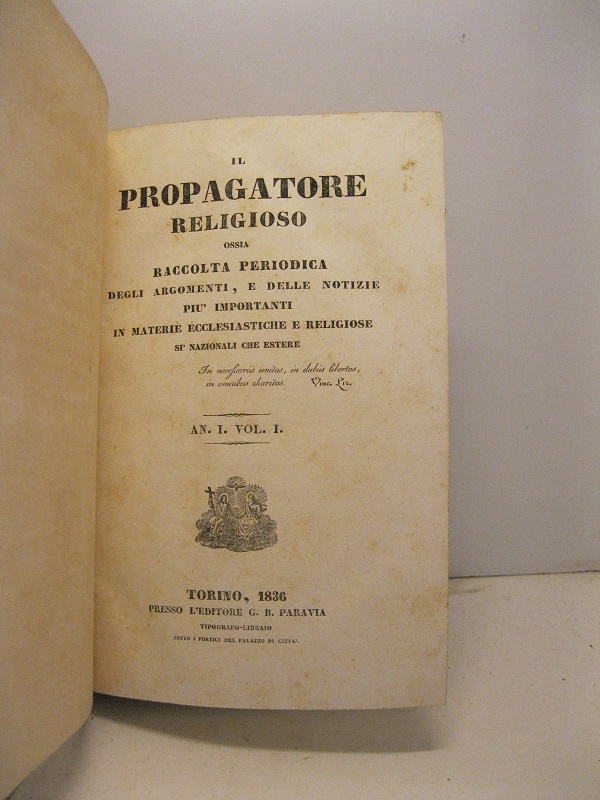 IL
PROPAGATORE
RELIGIOSO
OSSIA
RACCOLTA PERIODICA
DEGLI ARGOMENTI, E DELLE NOTIZIE
PIU' IMPORTANTI
IN MATERIE ECCLESIASTICHE E RELIGIOSE
SI' NAZIONALI CHE ESTERE
In necessariis unitas, in dubiis libertas,
in omnibus charitas. Vinc. Liz.
AN. I. VOL. I.
TORINO, 1836
PRESSO L'EDITORE G. B. PARAVIA
TIPOGRAFO-LIBRAIO
SOTTO I PORTICI DEL PALAZZO DI CITTA'.